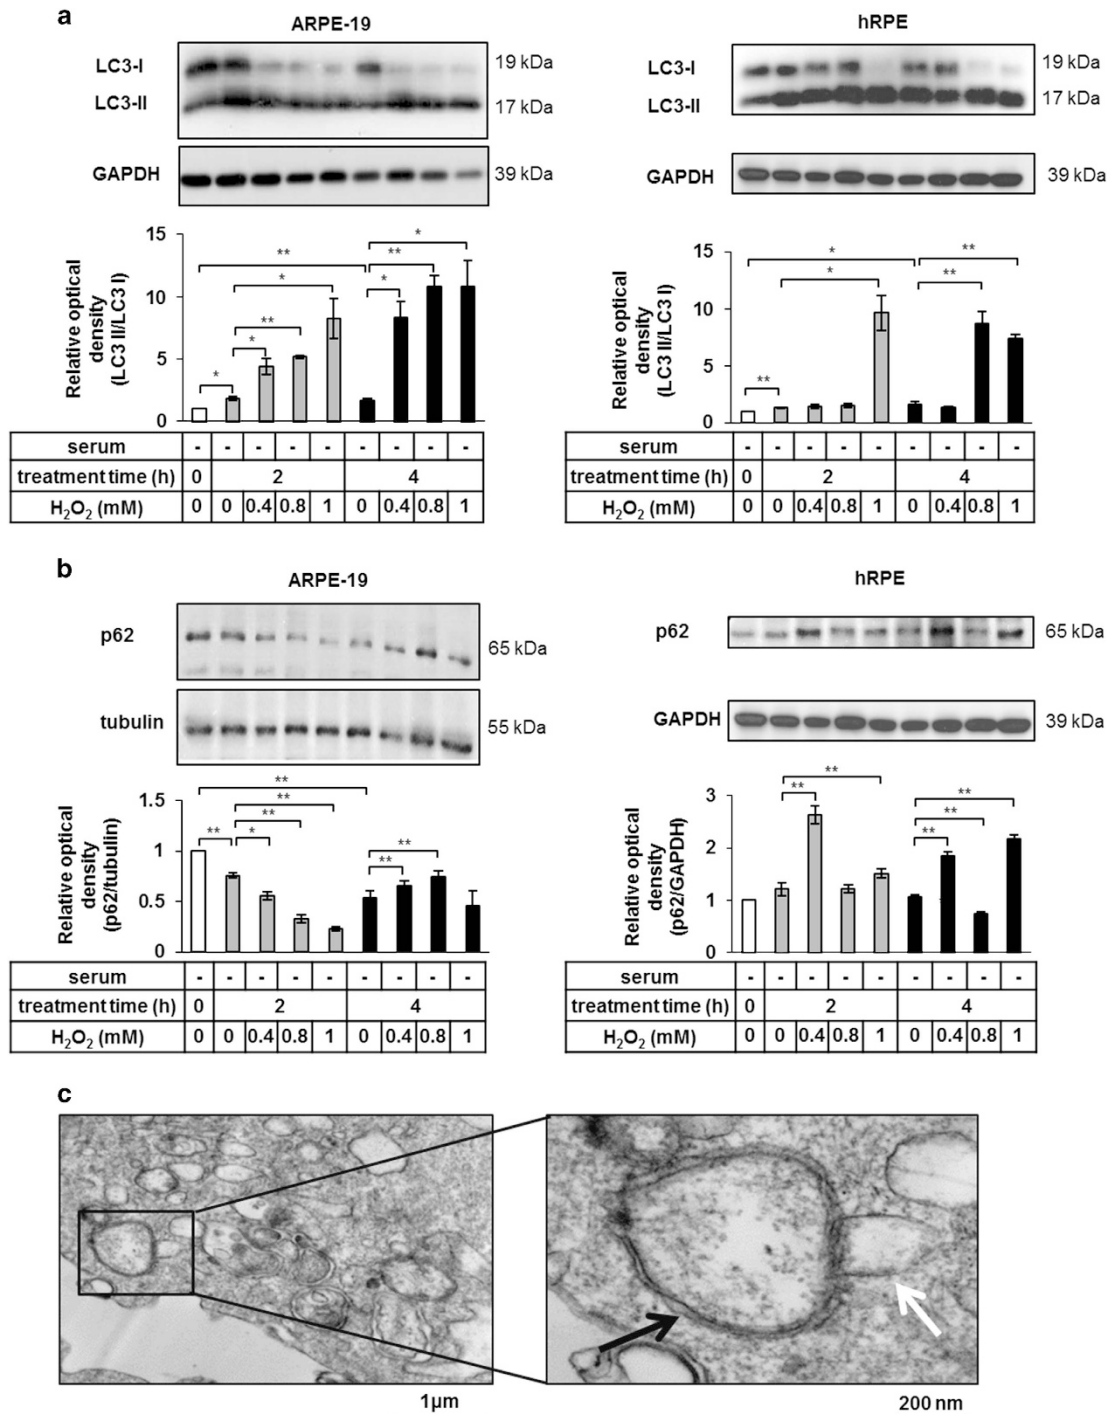 a
ARPE-19
LC3-I
19 kDa
LC3-II
17 kDa
GAPDH
39 kDa
Relative optical
density
(LC3 II/LC3 I)
15
10
5
0
*
*
**
*
**
*
**
*
serum - - - - - - - - -
treatment time (h) 0 2 4
H₂O₂ (mM) 0 0 0.4 0.8 1 0 0.4 0.8 1
hRPE
LC3-I
19 kDa
LC3-II
17 kDa
GAPDH
39 kDa
Relative optical
density
(LC3 II/LC3 I)
15
10
5
0
**
*
*
**
**
serum - - - - - - - - -
treatment time (h) 0 2 4
H₂O₂ (mM) 0 0 0.4 0.8 1 0 0.4 0.8 1
b
ARPE-19
p62
65 kDa
tubulin
55 kDa
Relative optical
density
(p62/tubulin)
1.5
1
0.5
0
**
**
**
**
*
**
**
serum - - - - - - - - -
treatment time (h) 0 2 4
H₂O₂ (mM) 0 0 0.4 0.8 1 0 0.4 0.8 1
hRPE
p62
65 kDa
GAPDH
39 kDa
Relative optical
density
(p62/GAPDH)
3
2
1
0
**
**
**
**
**
serum - - - - - - - - -
treatment time (h) 0 2 4
H₂O₂ (mM) 0 0 0.4 0.8 1 0 0.4 0.8 1
c
1µm
200 nm